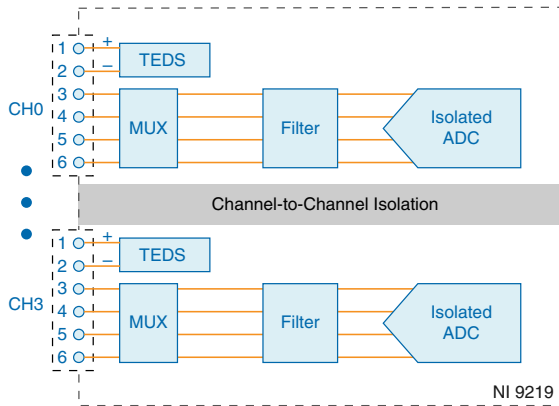 1 + TEDS
2 −
3
CH0
4 MUX Filter Isolated ADC
5
6
Channel-to-Channel Isolation
1 + TEDS
2 −
3
CH3
4 MUX Filter Isolated ADC
5
6
NI 9219